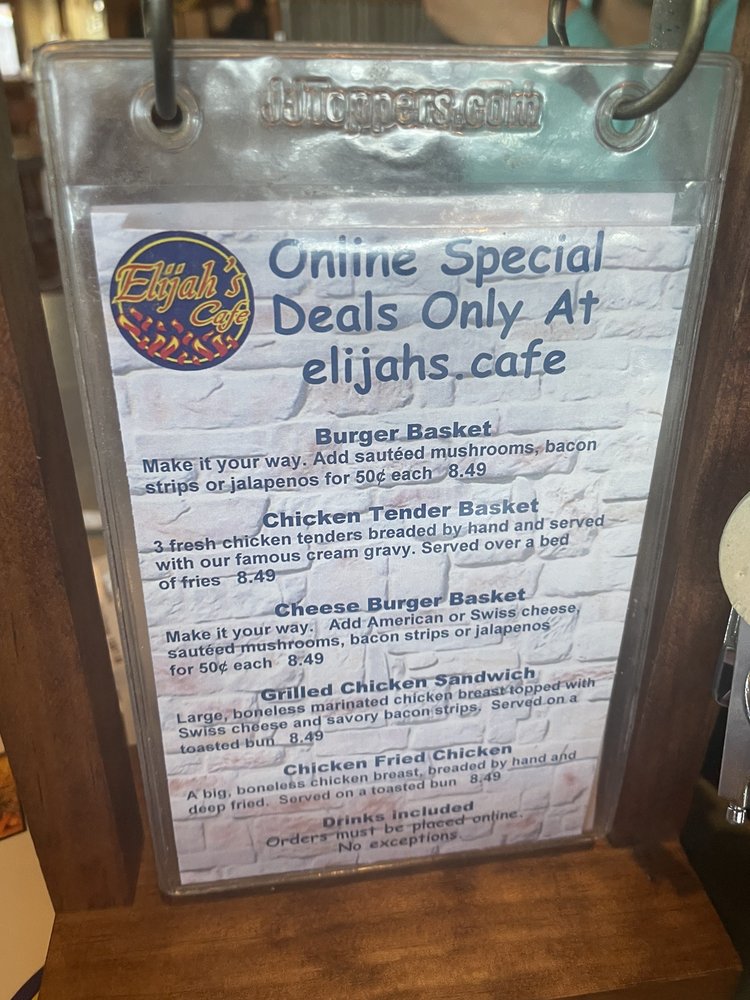 JJToppers.com
Elijah's
Cafe
Online Special
Deals Only At
elijahs.cafe
Burger Basket
Make it your way. Add sautéed mushrooms, bacon
strips or jalapenos for 50¢ each 8.49
Chicken Tender Basket
3 fresh chicken tenders breaded by hand and served
with our famous cream gravy. Served over a bed
of fries 8.49
Cheese Burger Basket
Make it your way. Add American or Swiss cheese,
sautéed mushrooms, bacon strips or jalapenos
for 50¢ each 8.49
Grilled Chicken Sandwich
Large, boneless marinated chicken breast topped with
Swiss cheese and savory bacon strips. Served on a
toasted bun 8.49
Chicken Fried Chicken
A big, boneless chicken breast, breaded by hand and
deep fried. Served on a toasted bun 8.49
Drinks included
Orders must be placed online.
No exceptions